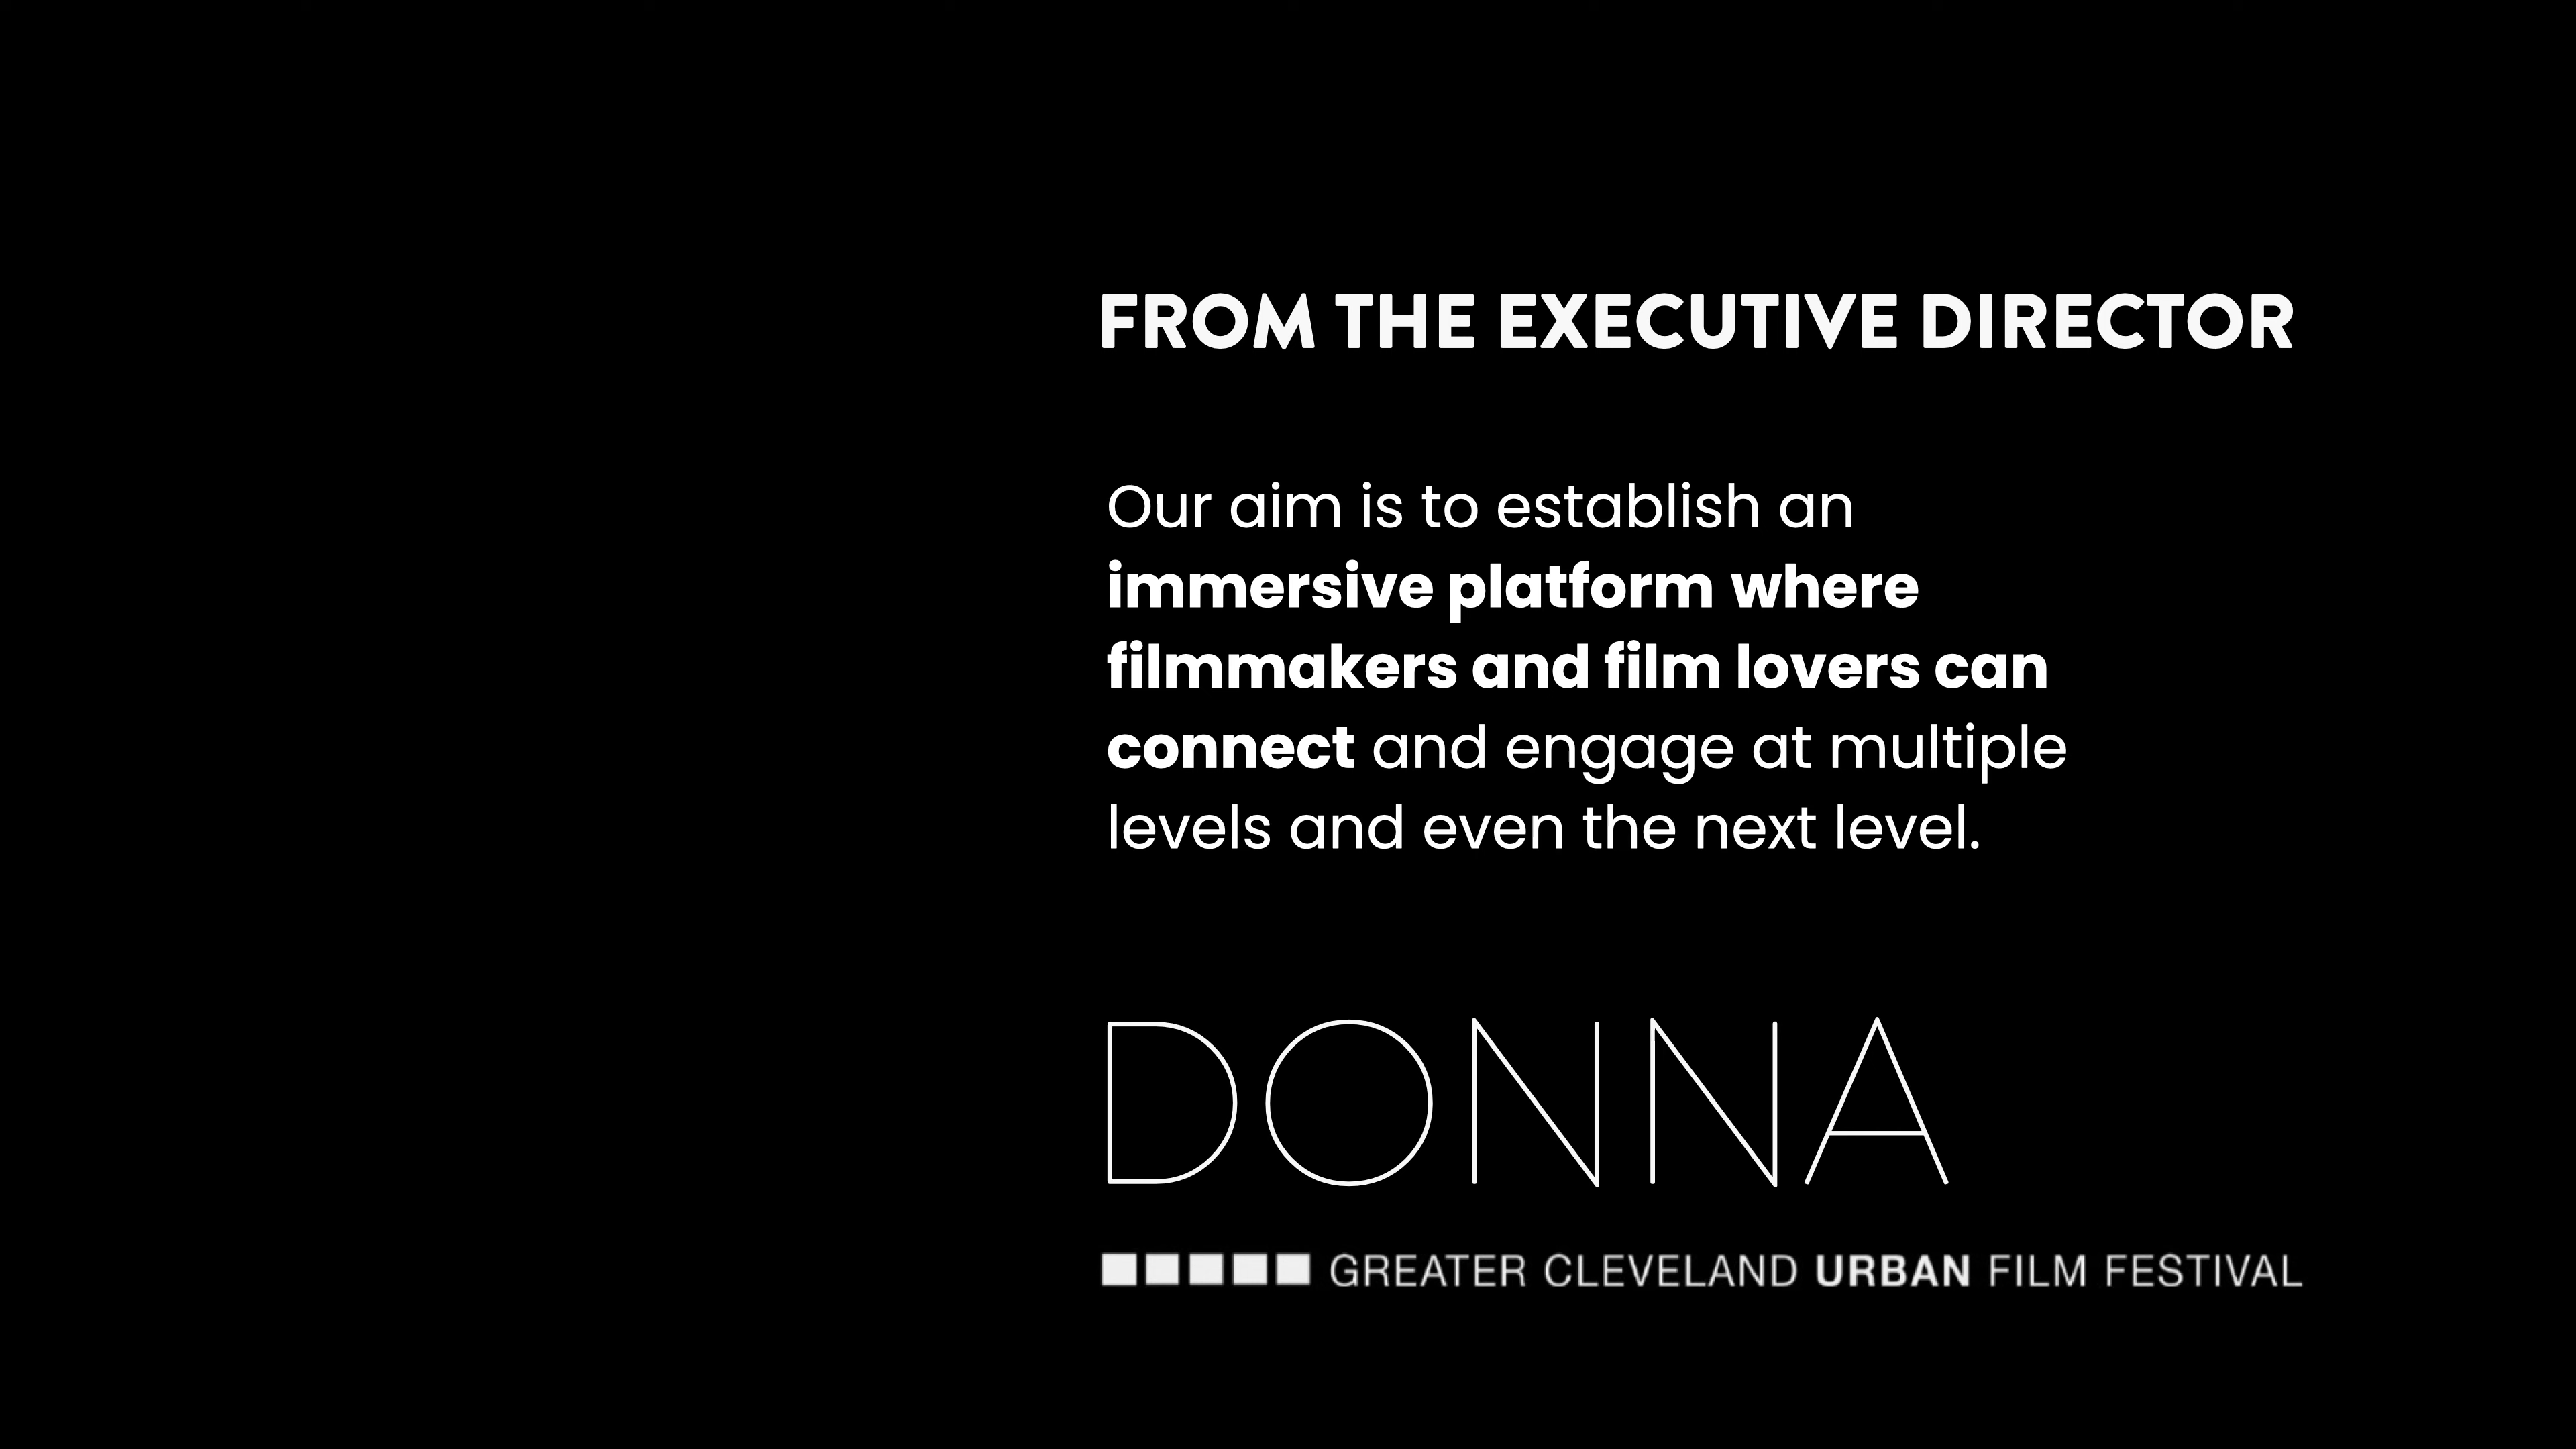 FROM THE EXECUTIVE DIRECTOR
Our aim is to establish an
immersive platform where
filmmakers and film lovers can
connect and engage at multiple
levels and even the next level.
DONNA
GREATER CLEVELAND URBAN FILM FESTIVAL